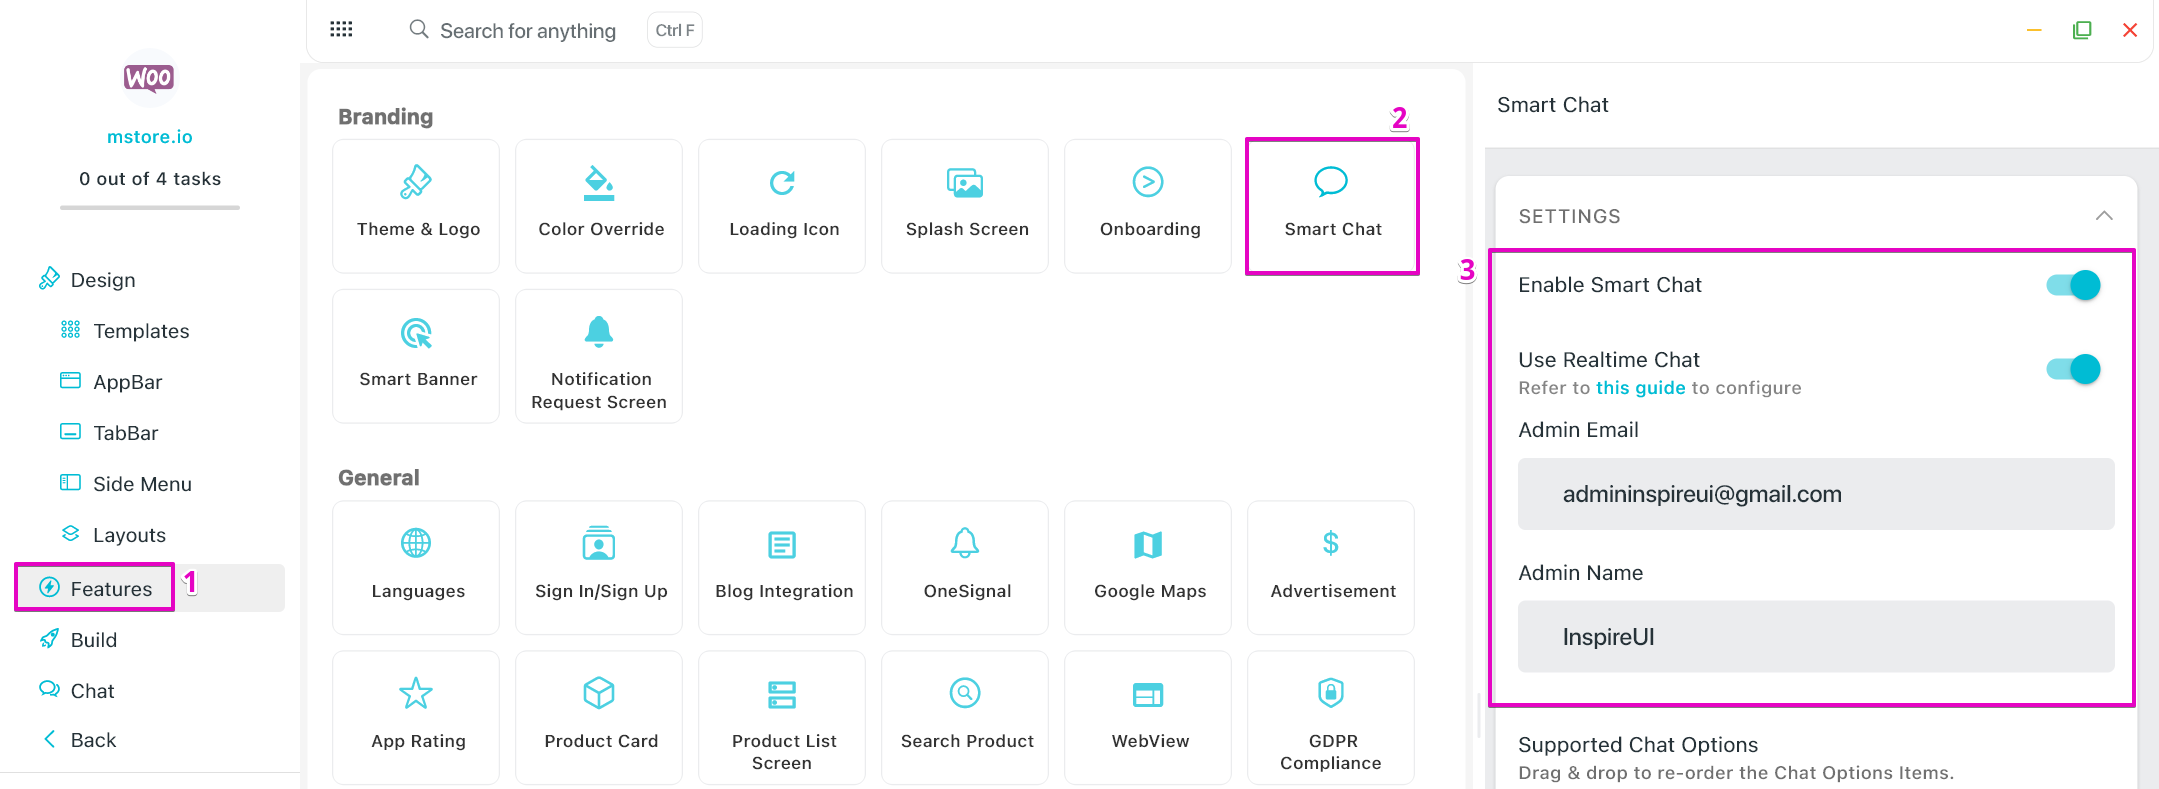 Woo
mstore.io
0 out of 4 tasks
Design
Templates
AppBar
TabBar
Side Menu
Layouts
Features
1
Build
Chat
Back
Search for anything
Ctrl F
Branding
2
Theme & Logo
Color Override
Loading Icon
Splash Screen
Onboarding
Smart Chat
Smart Banner
Notification
Request Screen
General
Languages
Sign In/Sign Up
Blog Integration
OneSignal
Google Maps
$
Advertisement
App Rating
Product Card
Product List
Screen
Search Product
WebView
GDPR
Compliance
Smart Chat
SETTINGS
3
Enable Smart Chat
Use Realtime Chat
Refer to this guide to configure
Admin Email
admininspireui@gmail.com
Admin Name
InspireUI
Supported Chat Options
Drag & drop to re-order the Chat Options Items.